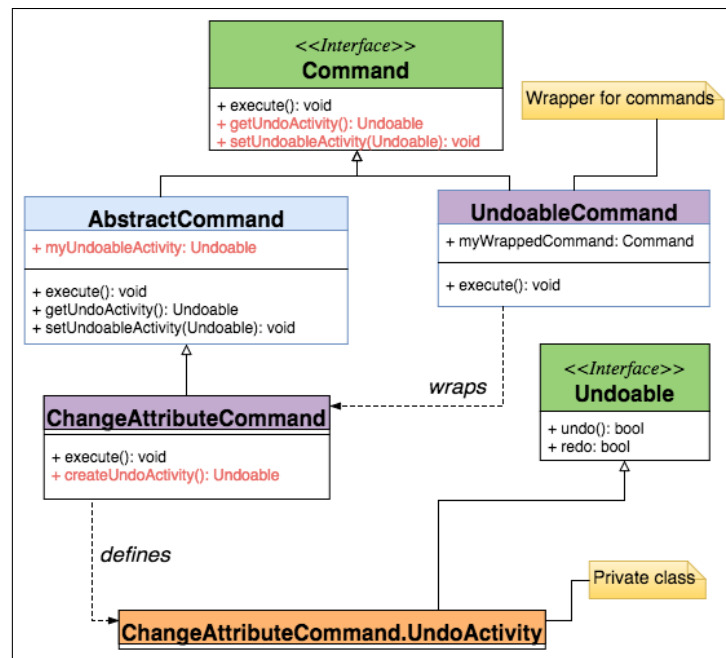 <<Interface>>
Command
+ execute(): void
+ getUndoActivity(): Undoable
+ setUndoableActivity(Undoable): void
Wrapper for commands
AbstractCommand
+ myUndoableActivity: Undoable
+ execute(): void
+ getUndoActivity(): Undoable
+ setUndoableActivity(Undoable): void
UndoableCommand
+ myWrappedCommand: Command
+ execute(): void
wraps
<<Interface>>
Undoable
+ undo(): bool
+ redo: bool
ChangeAttributeCommand
+ execute(): void
+ createUndoActivity(): Undoable
defines
Private class
ChangeAttributeCommand.UndoActivity